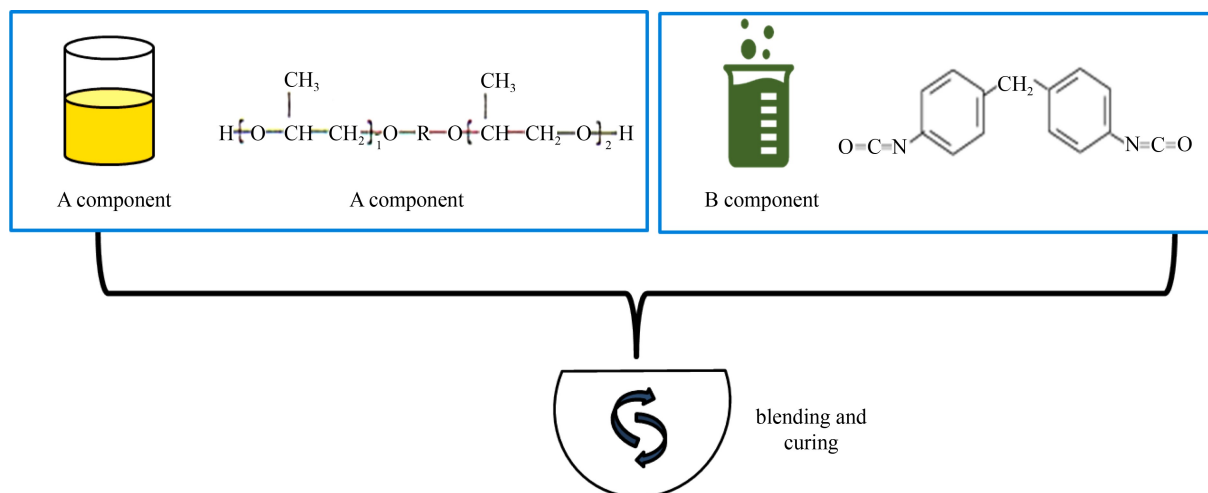 CH₃
CH₃
H[O—CH—CH₂]₁O—R—O[CH—CH₂—O]₂H
A component
A component
CH₂
O=C=N
N=C=O
B component
blending and
curing